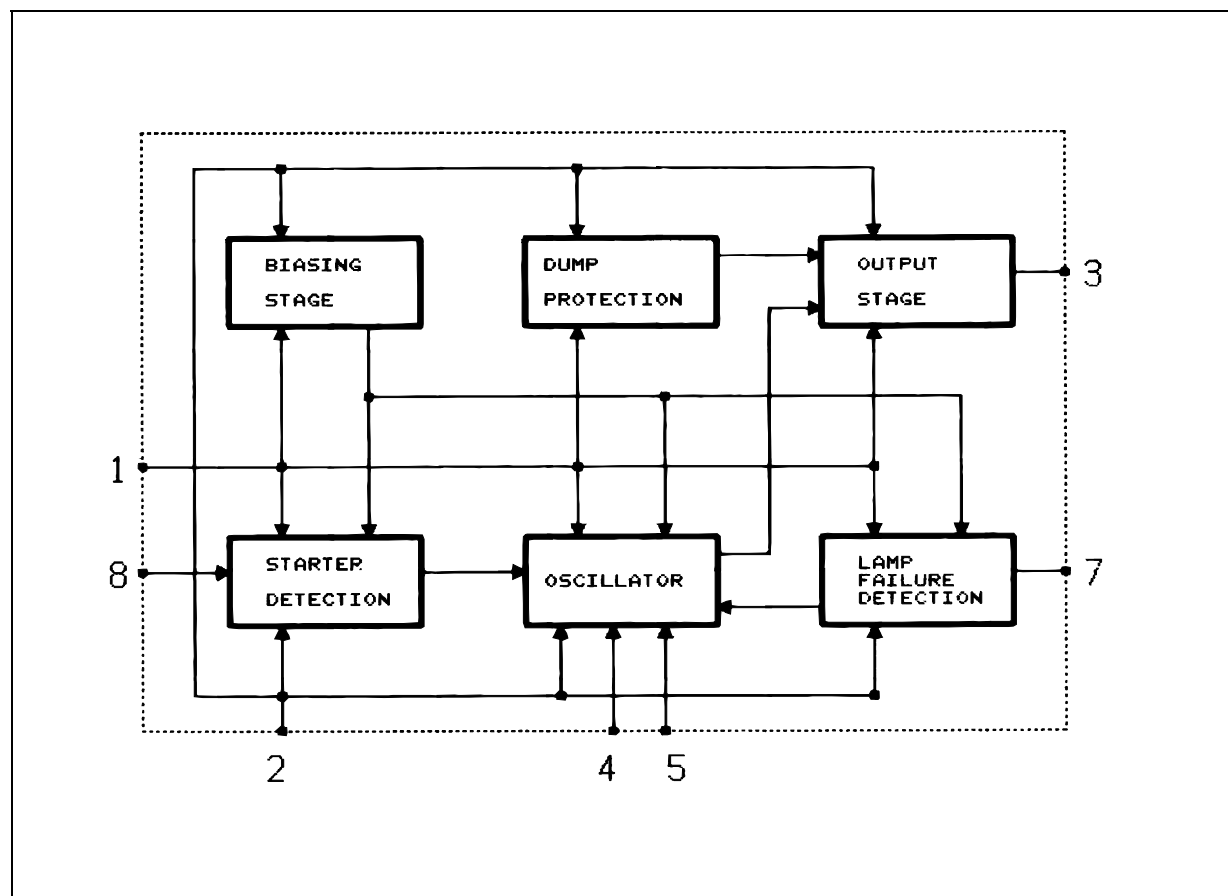 BIASING
STAGE
DUMP
PROTECTION
OUTPUT
STAGE
3
1
8
STARTER
DETECTION
OSCILLATOR
LAMP
FAILURE
DETECTION
7
2
4
5